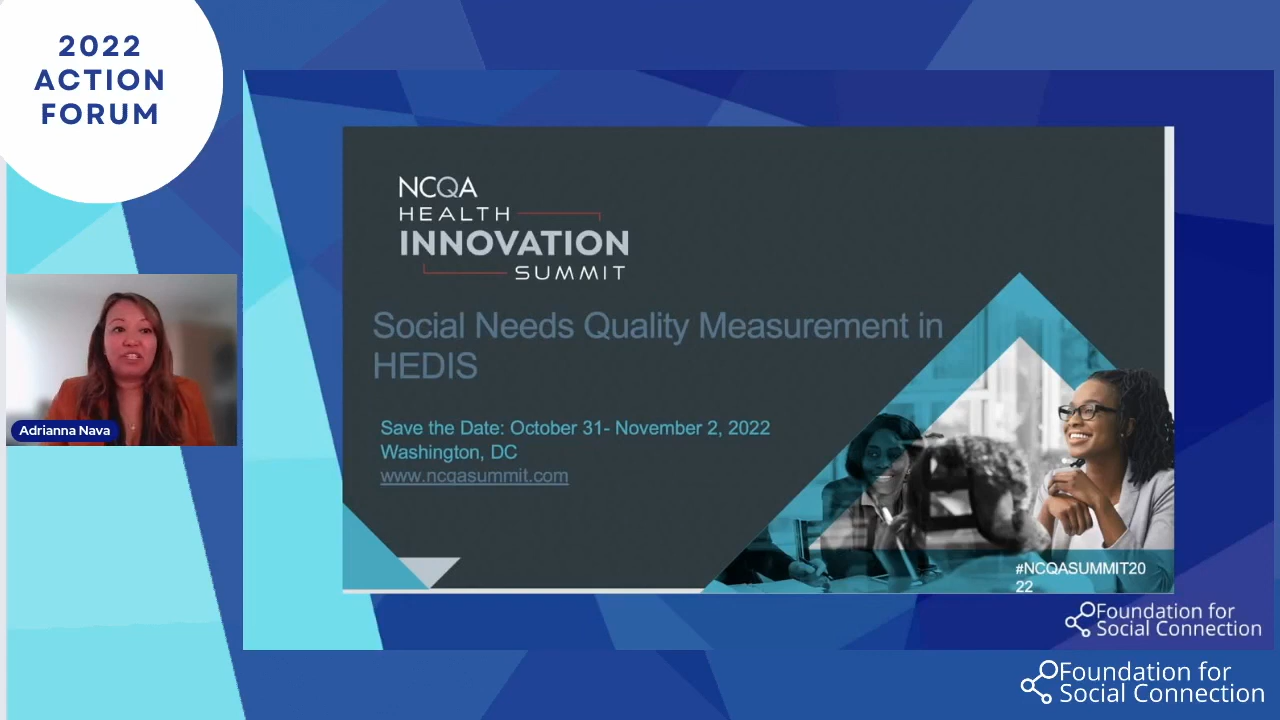 2022
ACTION
FORUM
NCQA
HEALTH
INNOVATION
SUMMIT
Social Needs Quality Measurement in
HEDIS
Save the Date: October 31- November 2, 2022
Washington, DC
www.ncqasummit.com
#NCQASUMMIT20
22
Adrianna Nava
Foundation for
Social Connection
Foundation for
Social Connection